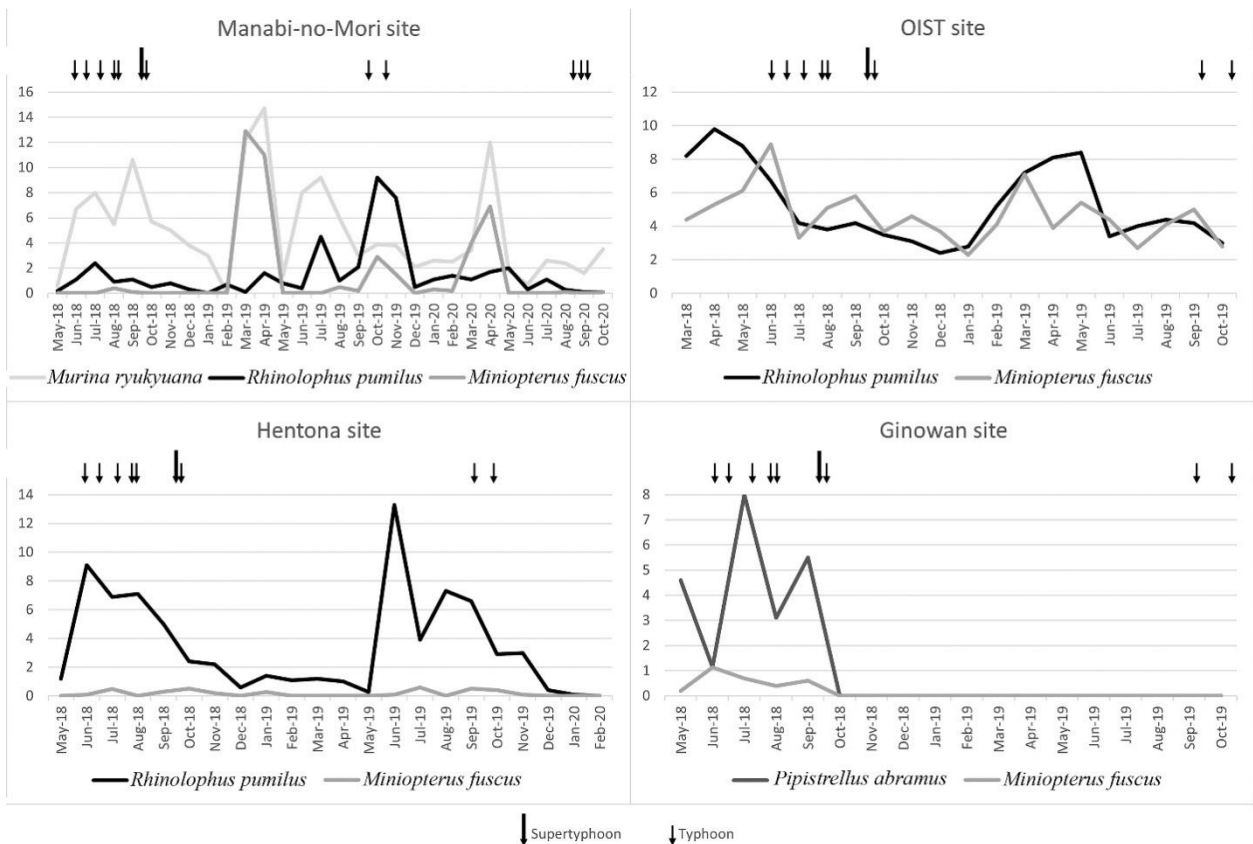 Manabi-no-Mori site
16
14
12
10
8
6
4
2
0
May-18 Jun-18 Jul-18 Aug-18 Sep-18 Oct-18 Nov-18 Dec-18 Jan-19 Feb-19 Mar-19 Apr-19 May-19 Jun-19 Jul-19 Aug-19 Sep-19 Oct-19 Nov-19 Dec-19 Jan-20 Feb-20 Mar-20 Apr-20 May-20 Jun-20 Jul-20 Aug-20 Sep-20 Oct-20
Murina ryukyuana Rhinolophus pumilus Miniopterus fuscus
OIST site
12
10
8
6
4
2
0
Mar-18 Apr-18 May-18 Jun-18 Jul-18 Aug-18 Sep-18 Oct-18 Nov-18 Dec-18 Jan-19 Feb-19 Mar-19 Apr-19 May-19 Jun-19 Jul-19 Aug-19 Sep-19 Oct-19
Rhinolophus pumilus Miniopterus fuscus
Hentona site
14
12
10
8
6
4
2
0
May-18 Jun-18 Jul-18 Aug-18 Sep-18 Oct-18 Nov-18 Dec-18 Jan-19 Feb-19 Mar-19 Apr-19 May-19 Jun-19 Jul-19 Aug-19 Sep-19 Oct-19 Nov-19 Dec-19 Jan-20 Feb-20
Rhinolophus pumilus Miniopterus fuscus
Ginowan site
8
7
6
5
4
3
2
1
0
May-18 Jun-18 Jul-18 Aug-18 Sep-18 Oct-18 Nov-18 Dec-18 Jan-19 Feb-19 Mar-19 Apr-19 May-19 Jun-19 Jul-19 Aug-19 Sep-19 Oct-19
Pipistrellus abramus Miniopterus fuscus
Supertyphoon Typhoon